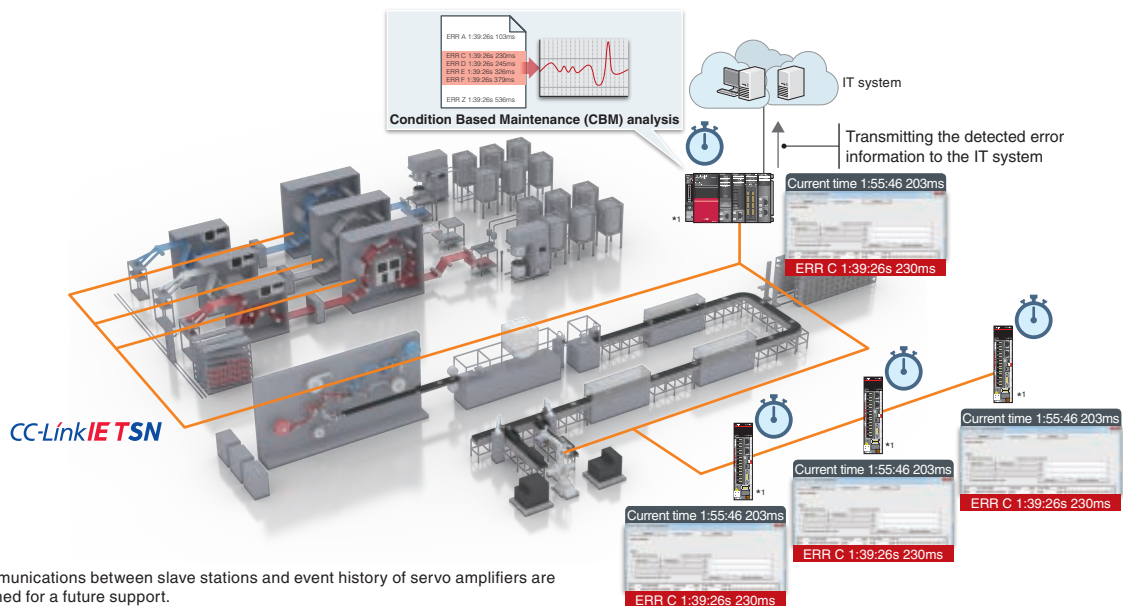 ERR A 1:39:26s 103ms
ERR C 1:39:26s 230ms
ERR D 1:39:26s 245ms
ERR E 1:39:26s 326ms
ERR F 1:39:26s 379ms
ERR Z 1:39:26s 536ms
Condition Based Maintenance (CBM) analysis
IT system
Transmitting the detected error
information to the IT system
*1
Current time 1:55:46 203ms
ERR C 1:39:26s 230ms
CC-Link IE TSN
*1
Current time 1:55:46 203ms
ERR C 1:39:26s 230ms
*1
Current time 1:55:46 203ms
ERR C 1:39:26s 230ms
*1
Current time 1:55:46 203ms
ERR C 1:39:26s 230ms
munications between slave stations and event history of servo amplifiers are
ned for a future support.